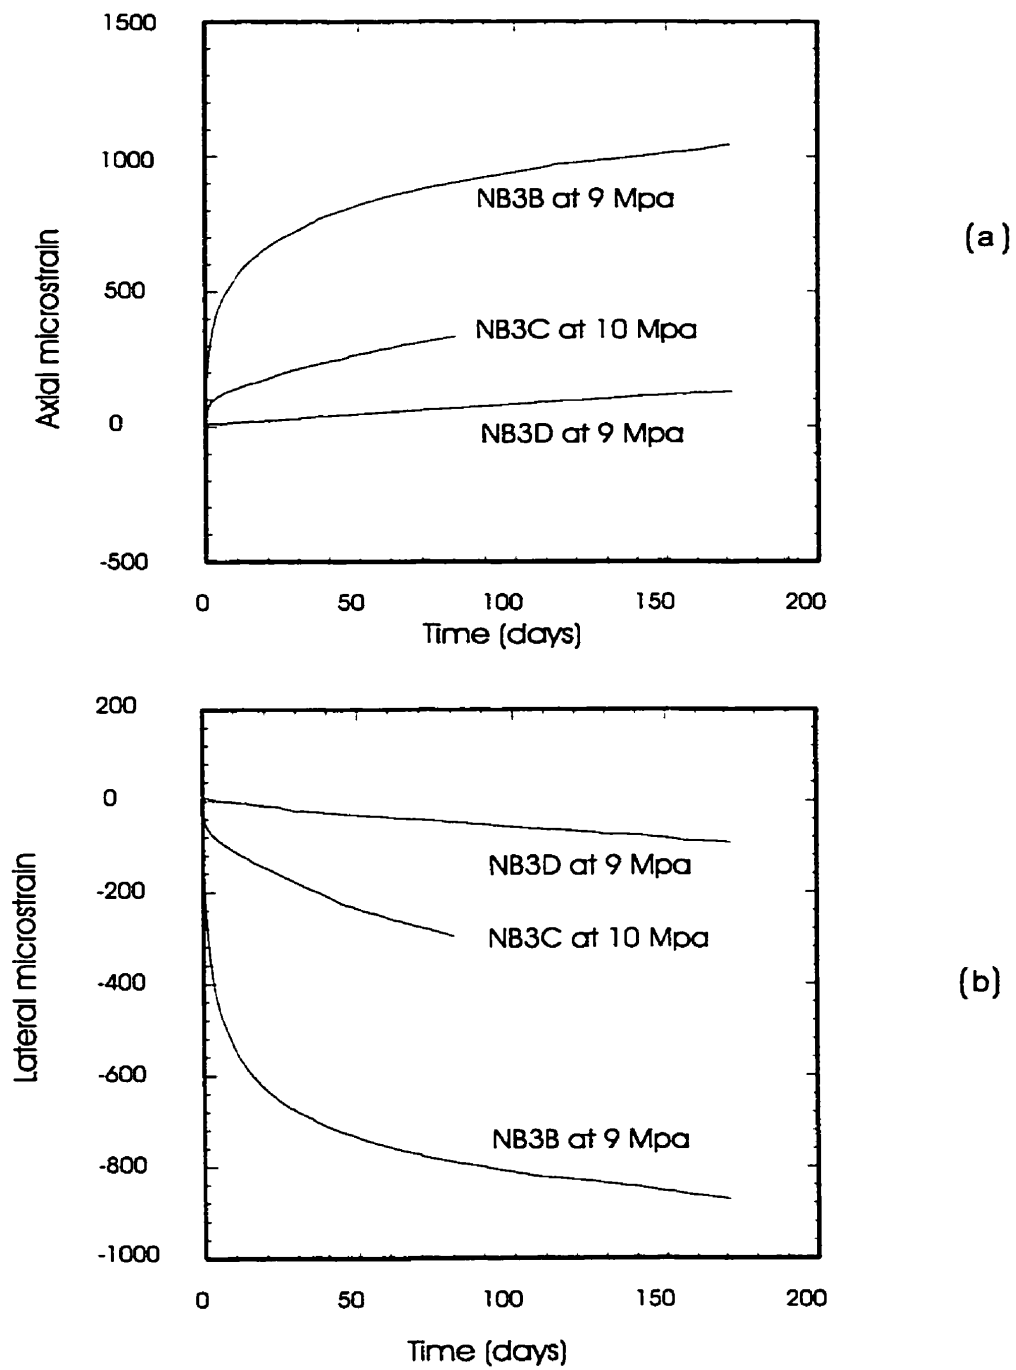 1500
1000
500
0
-500
Axial microstrain
NB3B at 9 Mpa
NB3C at 10 Mpa
NB3D at 9 Mpa
(a)
0 50 100 150 200
Time (days)
200
0
-200
-400
-600
-800
-1000
Lateral microstrain
NB3D at 9 Mpa
NB3C at 10 Mpa
NB3B at 9 Mpa
(b)
0 50 100 150 200
Time (days)